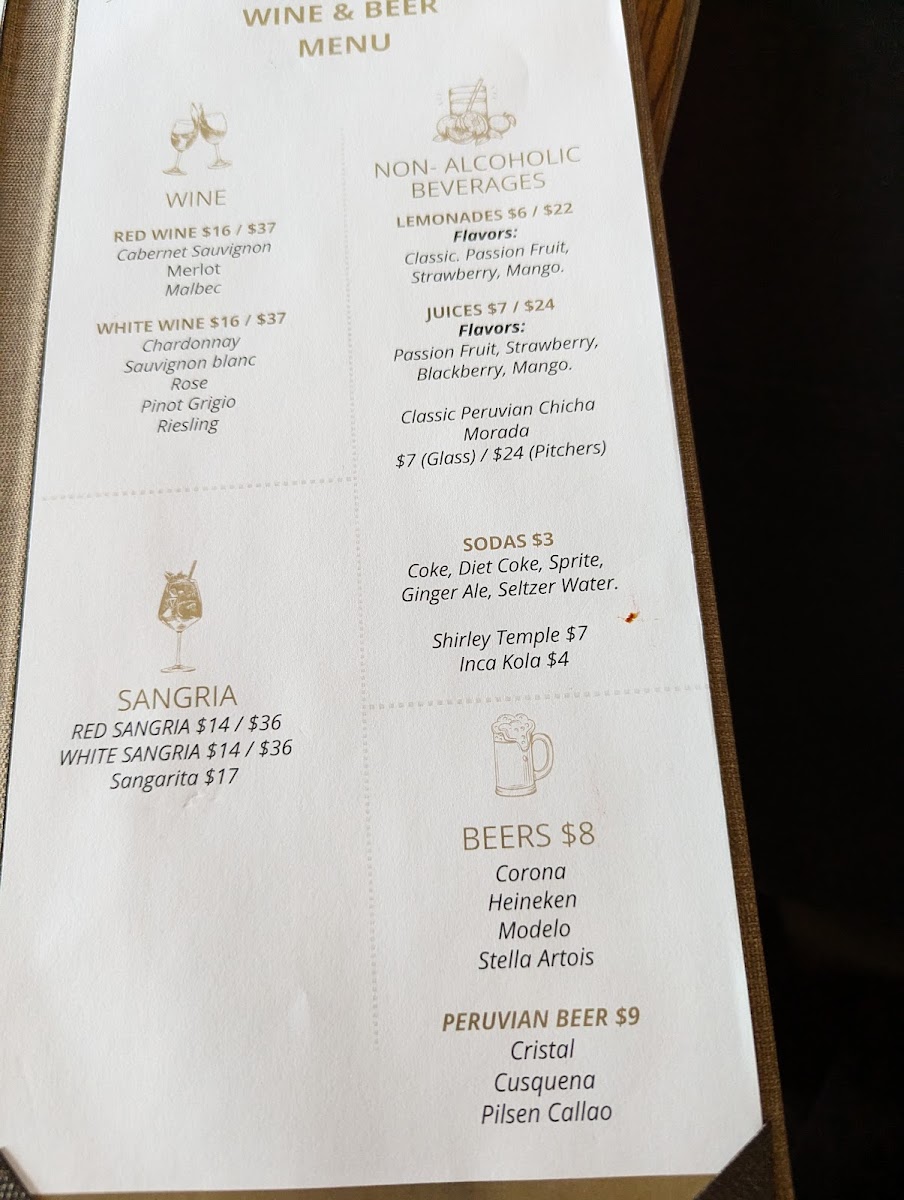 WINE & BEER
MENU
WINE
RED WINE $16 / $37
Cabernet Sauvignon
Merlot
Malbec
WHITE WINE $16 / $37
Chardonnay
Sauvignon blanc
Rose
Pinot Grigio
Riesling
SANGRIA
RED SANGRIA $14 / $36
WHITE SANGRIA $14 / $36
Sangarita $17
NON- ALCOHOLIC
BEVERAGES
LEMONADES $6 / $22
Flavors:
Classic. Passion Fruit,
Strawberry, Mango.
JUICES $7 / $24
Flavors:
Passion Fruit, Strawberry,
Blackberry, Mango.
Classic Peruvian Chicha
Morada
$7 (Glass) / $24 (Pitchers)
SODAS $3
Coke, Diet Coke, Sprite,
Ginger Ale, Seltzer Water.
Shirley Temple $7
Inca Kola $4
BEERS $8
Corona
Heineken
Modelo
Stella Artois
PERUVIAN BEER $9
Cristal
Cusquena
Pilsen Callao